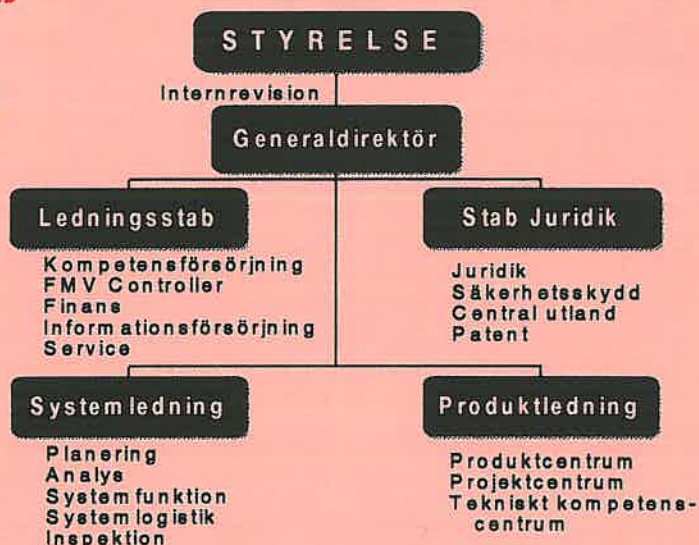 STYRELSE
Internrevision
Generaldirektör
Ledningsstab
Kompetensförsörjning
FMV Controller
Finans
Informationsförsörjning
Service
Stab Juridik
Juridik
Säkerhetsskydd
Central utland
Patent
Systemledning
Planering
Analys
Systemfunktion
Systemlogistik
Inspektion
Produktledning
Produktcentrum
Projektcentrum
Tekniskt kompetens-
centrum